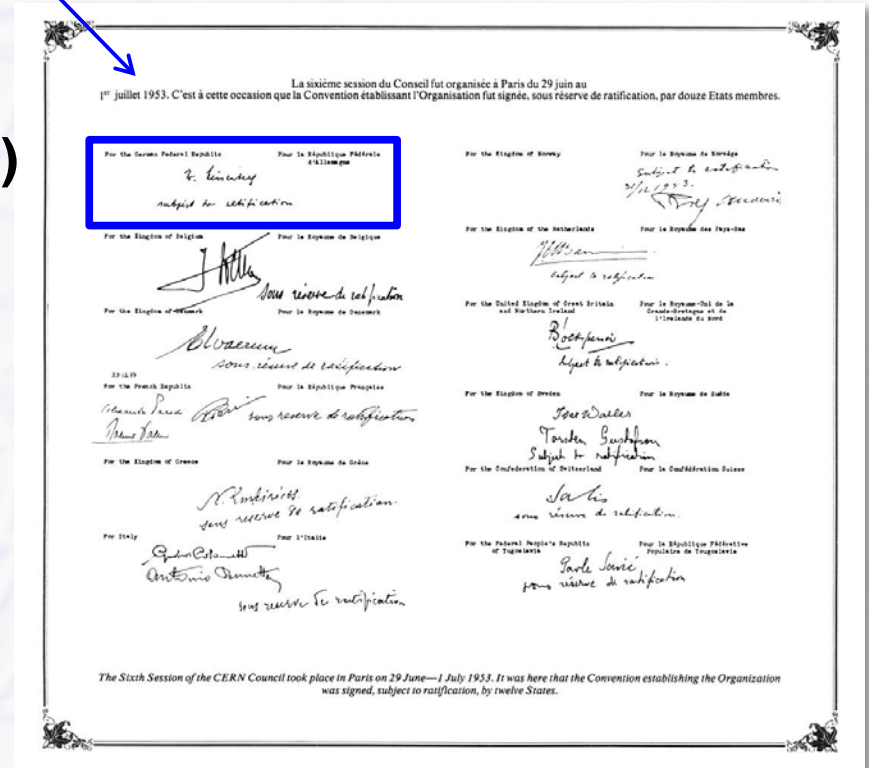 )
La sixième session du Conseil fut organisée à Paris du 29 juin au
1er juillet 1953. C'est à cette occasion que la Convention établissant l'Organisation fut signée, sous réserve de ratification, par douze Etats membres.
For the German Federal Republic Pour la République Fédérale
d'Allemagne
subject to ratification
For the Kingdom of Belgium Pour le Royaume de Belgique
sous réserve de ratification
For the Kingdom of Denmark Pour le Royaume de Danemark
sous réserve de ratification
For the French Republic Pour la République Française
sous reserve de ratification
For the Kingdom of Greece Pour le Royaume de Grèce
sous reserve de ratification.
For Italy Pour l'Italie
Antonio
sous reserve de ratification
For the Kingdom of Norway Pour le Royaume de Norvège
Subject to ratification
31/12 1953.
For the Kingdom of the Netherlands Pour le Royaume des Pays-Bas
Subject to ratification
For the United Kingdom of Great Britain Pour le Royaume-Uni de la
and Northern Ireland Grande-Bretagne et de
l'Irelande du Nord
Subject to ratification.
For the Kingdom of Sweden Pour le Royaume de Suède
Torsten Gustafson
Subject to ratification
For the Confederation of Switzerland Pour la Confédération Suisse
sous réserve de ratification.
For the Federal People's Republic Pour la République Fédérative
of Yugoslavia Populaire de Yougoslavie
Pavle Savić
sous réserve de ratification
The Sixth Session of the CERN Council took place in Paris on 29 June—1 July 1953. It was here that the Convention establishing the Organization
was signed, subject to ratification, by twelve States.